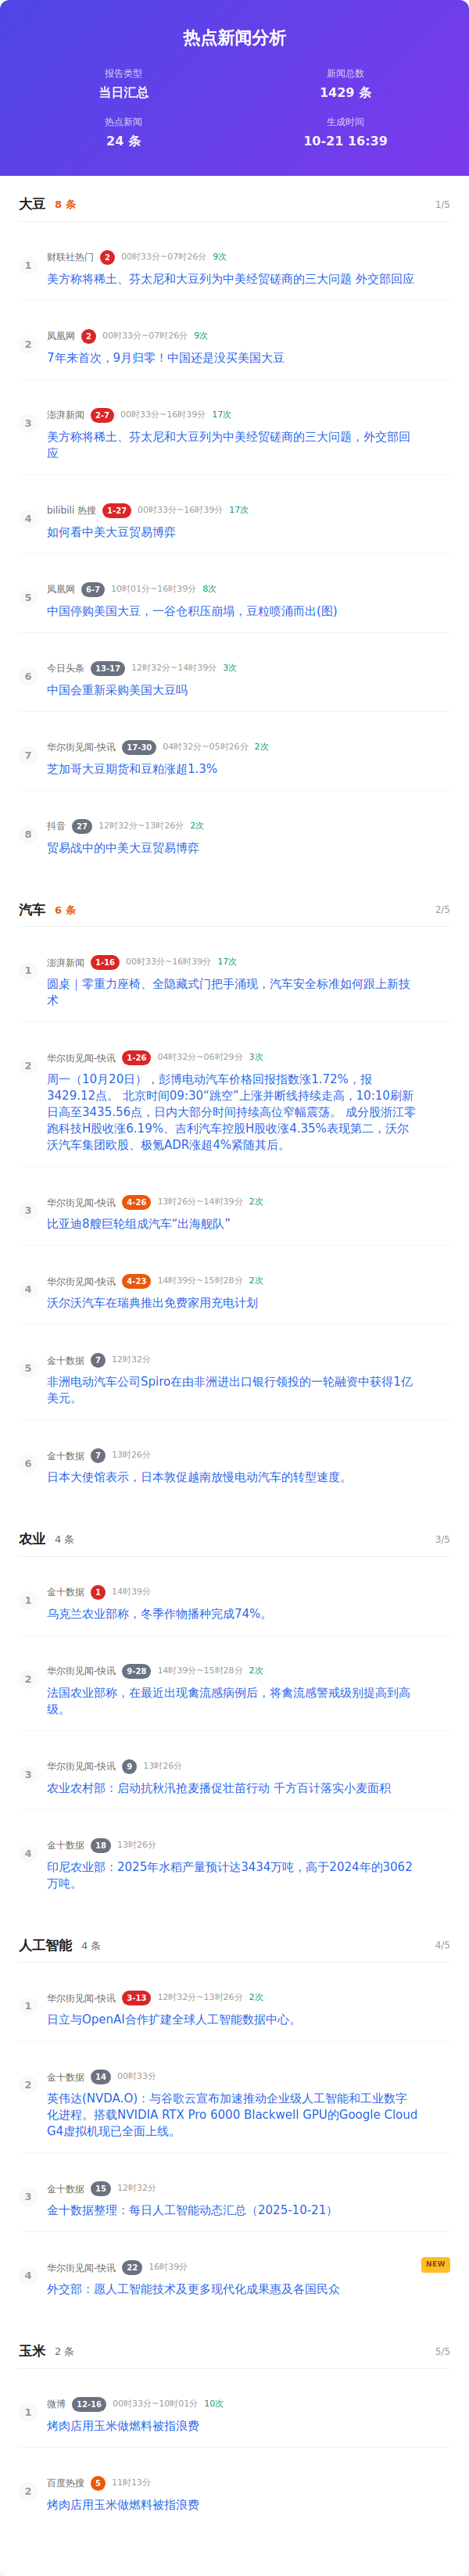 热点新闻分析
报告类型
当日汇总
新闻总数
1429 条
热点新闻
24 条
生成时间
10-21 16:39
大豆 8 条 1/5
1 财联社热门 2 00时33分~07时26分 9次
美方称将稀土、芬太尼和大豆列为中美经贸磋商的三大问题 外交部回应
2 凤凰网 2 00时33分~07时26分 9次
7年来首次，9月归零！中国还是没买美国大豆
3 澎湃新闻 2-7 00时33分~16时39分 17次
美方称将稀土、芬太尼和大豆列为中美经贸磋商的三大问题，外交部回
应
4 bilibili 热搜 1-27 00时33分~16时39分 17次
如何看中美大豆贸易博弈
5 凤凰网 6-7 10时01分~16时39分 8次
中国停购美国大豆，一谷仓积压崩塌，豆粒喷涌而出(图)
6 今日头条 13-17 12时32分~14时39分 3次
中国会重新采购美国大豆吗
7 华尔街见闻-快讯 17-30 04时32分~05时26分 2次
芝加哥大豆期货和豆粕涨超1.3%
8 抖音 27 12时32分~13时26分 2次
贸易战中的中美大豆贸易博弈
汽车 6 条 2/5
1 澎湃新闻 1-16 00时33分~16时39分 17次
圆桌｜零重力座椅、全隐藏式门把手涌现，汽车安全标准如何跟上新技
术
2 华尔街见闻-快讯 1-26 04时32分~06时29分 3次
周一（10月20日），彭博电动汽车价格回报指数涨1.72%，报
3429.12点。 北京时间09:30“跳空”上涨并断线持续走高，10:10刷新
日高至3435.56点，日内大部分时间持续高位窄幅震荡。 成分股浙江零
跑科技H股收涨6.19%、吉利汽车控股H股收涨4.35%表现第二，沃尔
沃汽车集团欧股、极氪ADR涨超4%紧随其后。
3 华尔街见闻-快讯 4-26 13时26分~14时39分 2次
比亚迪8艘巨轮组成汽车“出海舰队”
4 华尔街见闻-快讯 4-23 14时39分~15时28分 2次
沃尔沃汽车在瑞典推出免费家用充电计划
5 金十数据 7 12时32分
非洲电动汽车公司Spiro在由非洲进出口银行领投的一轮融资中获得1亿
美元。
6 金十数据 7 13时26分
日本大使馆表示，日本敦促越南放慢电动汽车的转型速度。
农业 4 条 3/5
1 金十数据 1 14时39分
乌克兰农业部称，冬季作物播种完成74%。
2 华尔街见闻-快讯 9-28 14时39分~15时28分 2次
法国农业部称，在最近出现禽流感病例后，将禽流感警戒级别提高到高
级。
3 华尔街见闻-快讯 9 13时26分
农业农村部：启动抗秋汛抢麦播促壮苗行动 千方百计落实小麦面积
4 金十数据 18 13时26分
印尼农业部：2025年水稻产量预计达3434万吨，高于2024年的3062
万吨。
人工智能 4 条 4/5
1 华尔街见闻-快讯 3-13 12时32分~13时26分 2次
日立与OpenAI合作扩建全球人工智能数据中心。
2 金十数据 14 00时33分
英伟达(NVDA.O)：与谷歌云宣布加速推动企业级人工智能和工业数字
化进程。搭载NVIDIA RTX Pro 6000 Blackwell GPU的Google Cloud
G4虚拟机现已全面上线。
3 金十数据 15 12时32分
金十数据整理：每日人工智能动态汇总（2025-10-21）
4 华尔街见闻-快讯 22 16时39分 NEW
外交部：愿人工智能技术及更多现代化成果惠及各国民众
玉米 2 条 5/5
1 微博 12-16 00时33分~10时01分 10次
烤肉店用玉米做燃料被指浪费
2 百度热搜 5 11时13分
烤肉店用玉米做燃料被指浪费